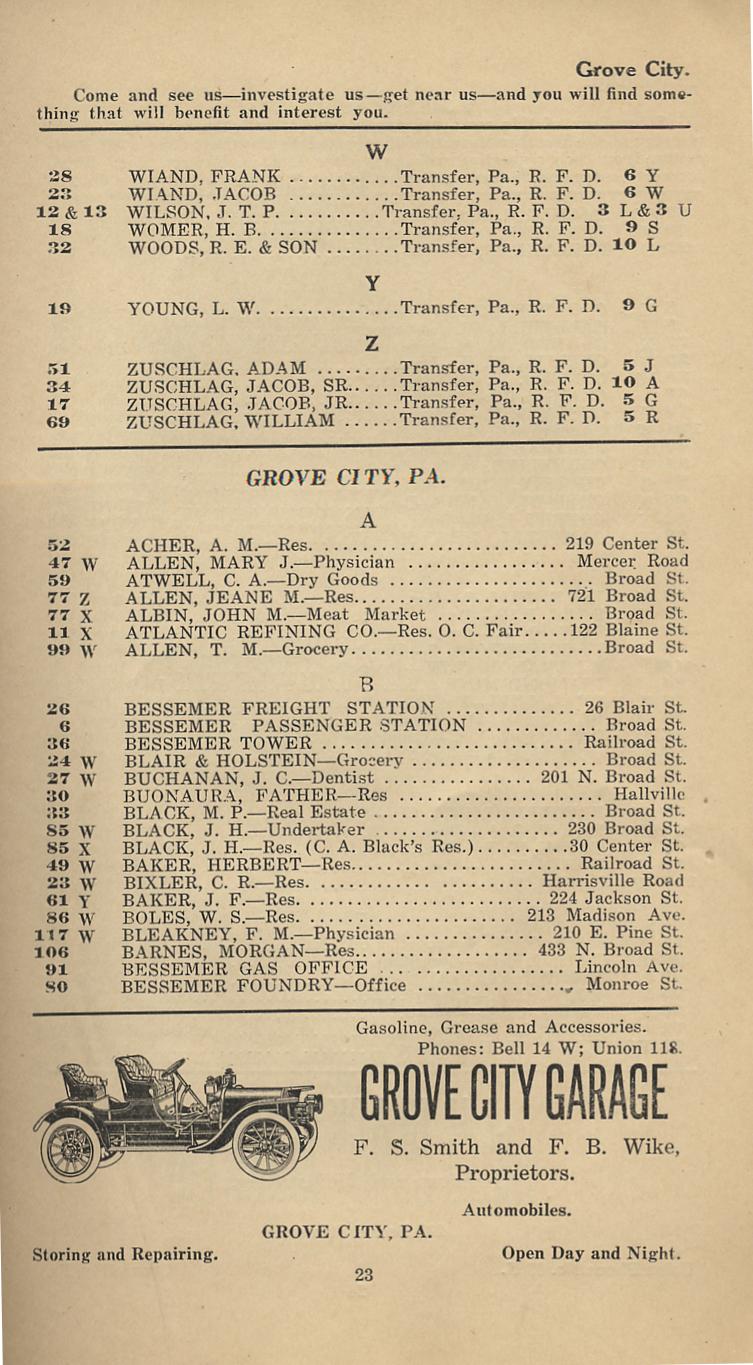 Grove City.
Come and see us—investigate us—get near us—and you will find some-
thing that will benefit and interest you.
W
28 WIAND, FRANK ............Transfer, Pa., R. F. D. 6 Y
23 WIAND, JACOB ............Transfer, Pa., R. F. D. 6 W
12 & 13 WILSON, J. T. P. ..........Transfer, Pa., R. F. D. 3 L & 3 U
18 WOMER, H. B. ..............Transfer, Pa., R. F. D. 9 S
32 WOODS, R. E. & SON ........Transfer, Pa., R. F. D. 10 L
Y
19 YOUNG, L. W. ..............Transfer, Pa., R. F. D. 9 G
Z
51 ZUSCHLAG, ADAM .........Transfer, Pa., R. F. D. 5 J
34 ZUSCHLAG, JACOB, SR......Transfer, Pa., R. F. D. 10 A
17 ZUSCHLAG, JACOB, JR......Transfer, Pa., R. F. D. 5 G
69 ZUSCHLAG, WILLIAM ......Transfer, Pa., R. F. D. 5 R
GROVE CITY, PA.
A
52 ACHER, A. M.—Res. .......................... 219 Center St.
47 W ALLEN, MARY J.—Physician ................ Mercer Road
59 ATWELL, C. A.—Dry Goods ....................... Broad St.
77 Z ALLEN, JEANE M.—Res......................... 721 Broad St.
77 X ALBIN, JOHN M.—Meat Market ................. Broad St.
11 X ATLANTIC REFINING CO.—Res. O. C. Fair.....122 Blaine St.
99 W ALLEN, T. M.—Grocery............................Broad St.
B
26 BESSEMER FREIGHT STATION .............. 26 Blair St.
6 BESSEMER PASSENGER STATION ............. Broad St.
36 BESSEMER TOWER ............................ Railroad St.
24 W BLAIR & HOLSTEIN—Grocery .................... Broad St.
27 W BUCHANAN, J. C.—Dentist ................ 201 N. Broad St.
30 BUONAURA, FATHER—Res ....................... Hallville
33 BLACK, M. P.—Real Estate ......................... Broad St.
85 W BLACK, J. H.—Undertaker ................... 230 Broad St.
85 X BLACK, J. H.—Res. (C. A. Black's Res.)..........30 Center St.
49 W BAKER, HERBERT—Res......................... Railroad St.
23 W BIXLER, C. R.—Res. ......................... Harrisville Road
61 Y BAKER, J. F.—Res. ........................... 224 Jackson St.
86 W BOLES, W. S.—Res. ........................ 213 Madison Ave.
117 W BLEAKNEY, F. M.—Physician .............. 210 E. Pine St.
106 BARNES, MORGAN—Res................... 433 N. Broad St.
91 BESSEMER GAS OFFICE .................... Lincoln Ave.
80 BESSEMER FOUNDRY—Office ................. Monroe St.
Gasoline, Grease and Accessories.
Phones: Bell 14 W; Union 118.
GROVE CITY GARAGE
F. S. Smith and F. B. Wike,
Proprietors.
Automobiles.
GROVE CITY, PA.
Storing and Repairing. Open Day and Night.
23